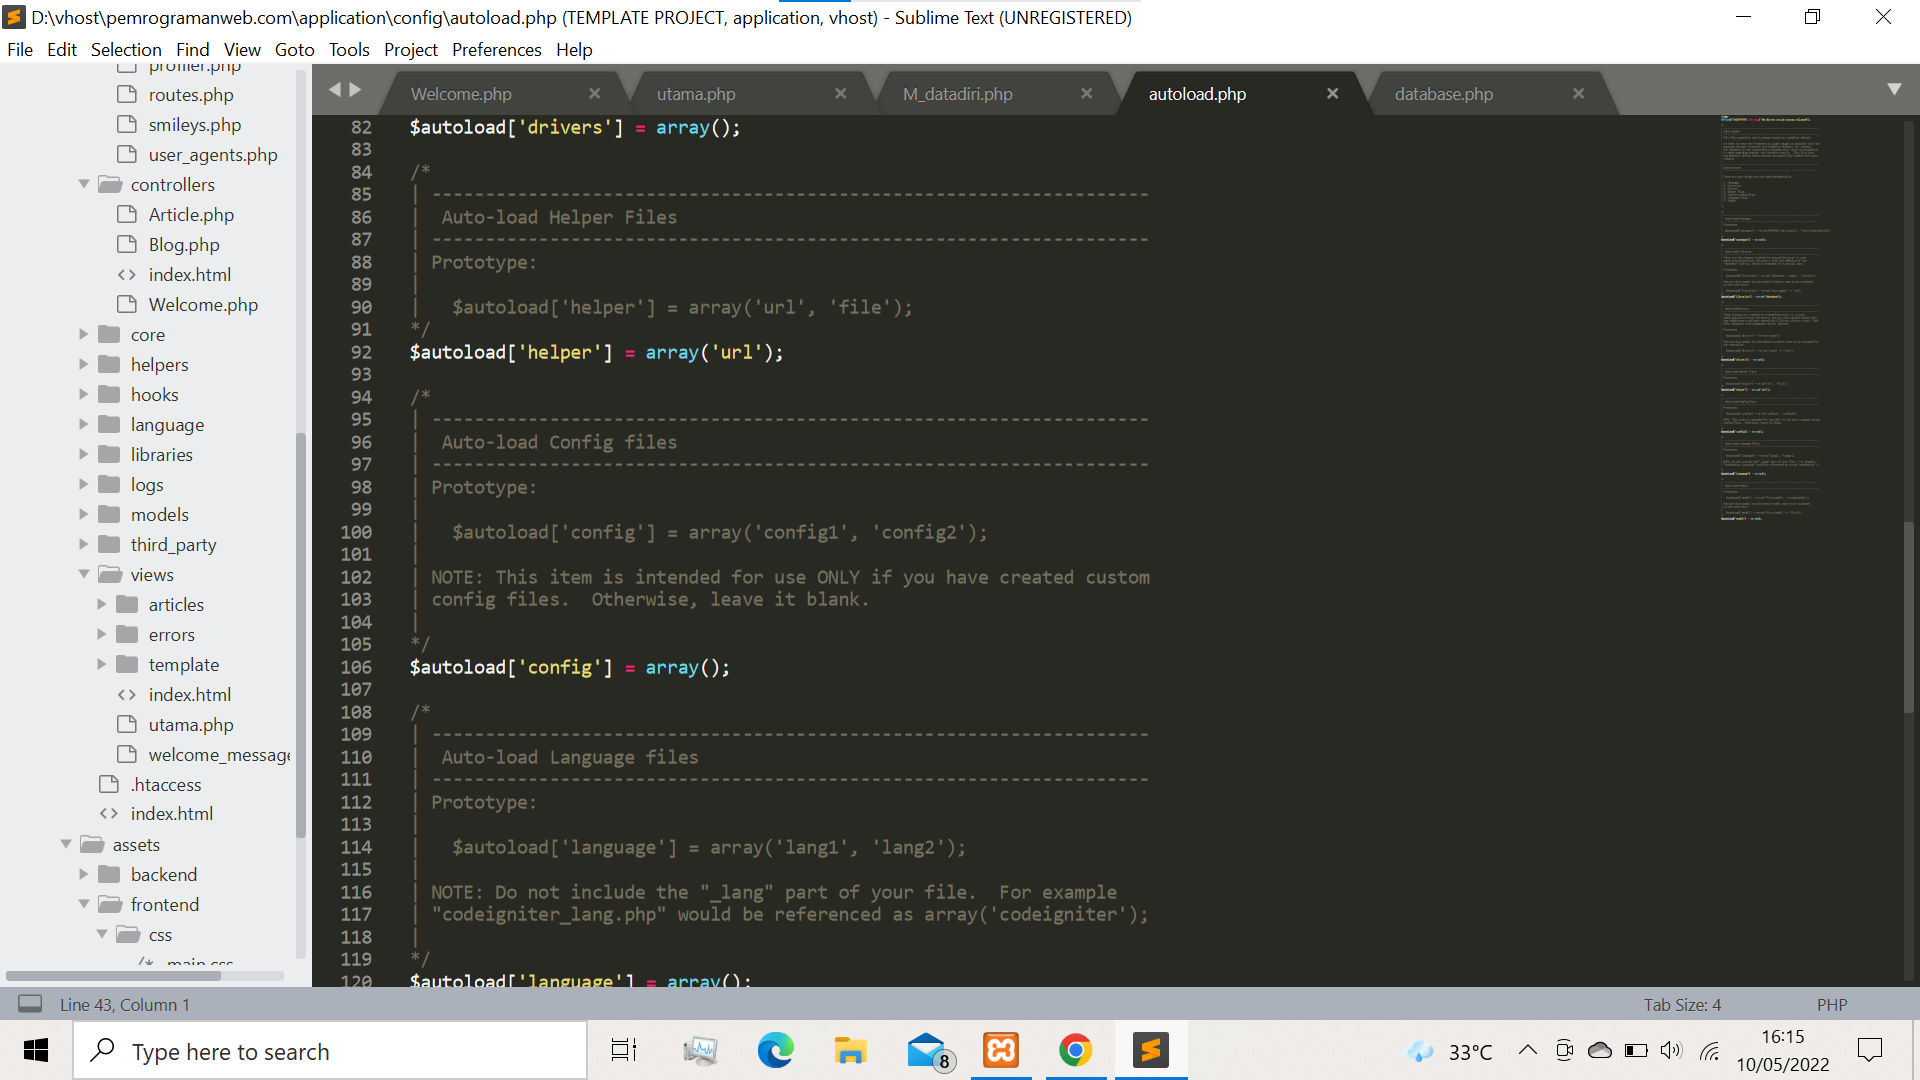 D:\vhost\pemrogramanweb.com\application\config\autoload.php (TEMPLATE PROJECT, application, vhost) - Sublime Text (UNREGISTERED)
File Edit Selection Find View Goto Tools Project Preferences Help
profiler.php
routes.php
smileys.php
user_agents.php
controllers
Article.php
Blog.php
index.html
Welcome.php
core
helpers
hooks
language
libraries
logs
models
third_party
views
articles
errors
template
index.html
utama.php
welcome_message
.htaccess
index.html
assets
backend
frontend
css
main.css
Welcome.php utama.php M_datadiri.php autoload.php database.php
82 $autoload['drivers'] = array();
83
84 /*
85 | -------------------------------------------------------------------
86 | Auto-load Helper Files
87 | -------------------------------------------------------------------
88 | Prototype:
89 |
90 | $autoload['helper'] = array('url', 'file');
91 */
92 $autoload['helper'] = array('url');
93
94 /*
95 | -------------------------------------------------------------------
96 | Auto-load Config files
97 | -------------------------------------------------------------------
98 | Prototype:
99 |
100 | $autoload['config'] = array('config1', 'config2');
101 |
102 | NOTE: This item is intended for use ONLY if you have created custom
103 | config files.  Otherwise, leave it blank.
104 |
105 */
106 $autoload['config'] = array();
107
108 /*
109 | -------------------------------------------------------------------
110 | Auto-load Language files
111 | -------------------------------------------------------------------
112 | Prototype:
113 |
114 | $autoload['language'] = array('lang1', 'lang2');
115 |
116 | NOTE: Do not include the "_lang" part of your file.  For example
117 | "codeigniter_lang.php" would be referenced as array('codeigniter');
118 |
119 */
120 $autoload['language'] = array();
Line 43, Column 1
Tab Size: 4
PHP
Type here to search
8
33°C
16:15
10/05/2022